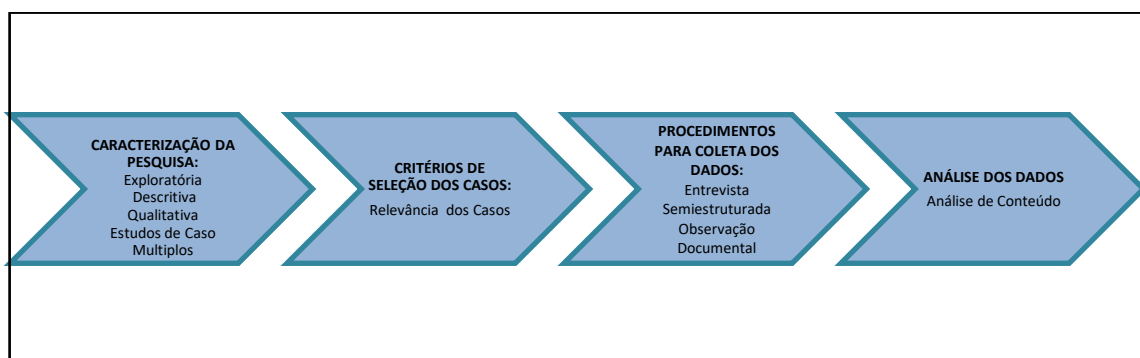 CARACTERIZAÇÃO DA
PESQUISA:
Exploratória
Descritiva
Qualitativa
Estudos de Caso
Multiplos
CRITÉRIOS DE
SELEÇÃO DOS CASOS:
Relevância dos Casos
PROCEDIMENTOS
PARA COLETA DOS
DADOS:
Entrevista
Semiestruturada
Observação
Documental
ANÁLISE DOS DADOS
Análise de Conteúdo